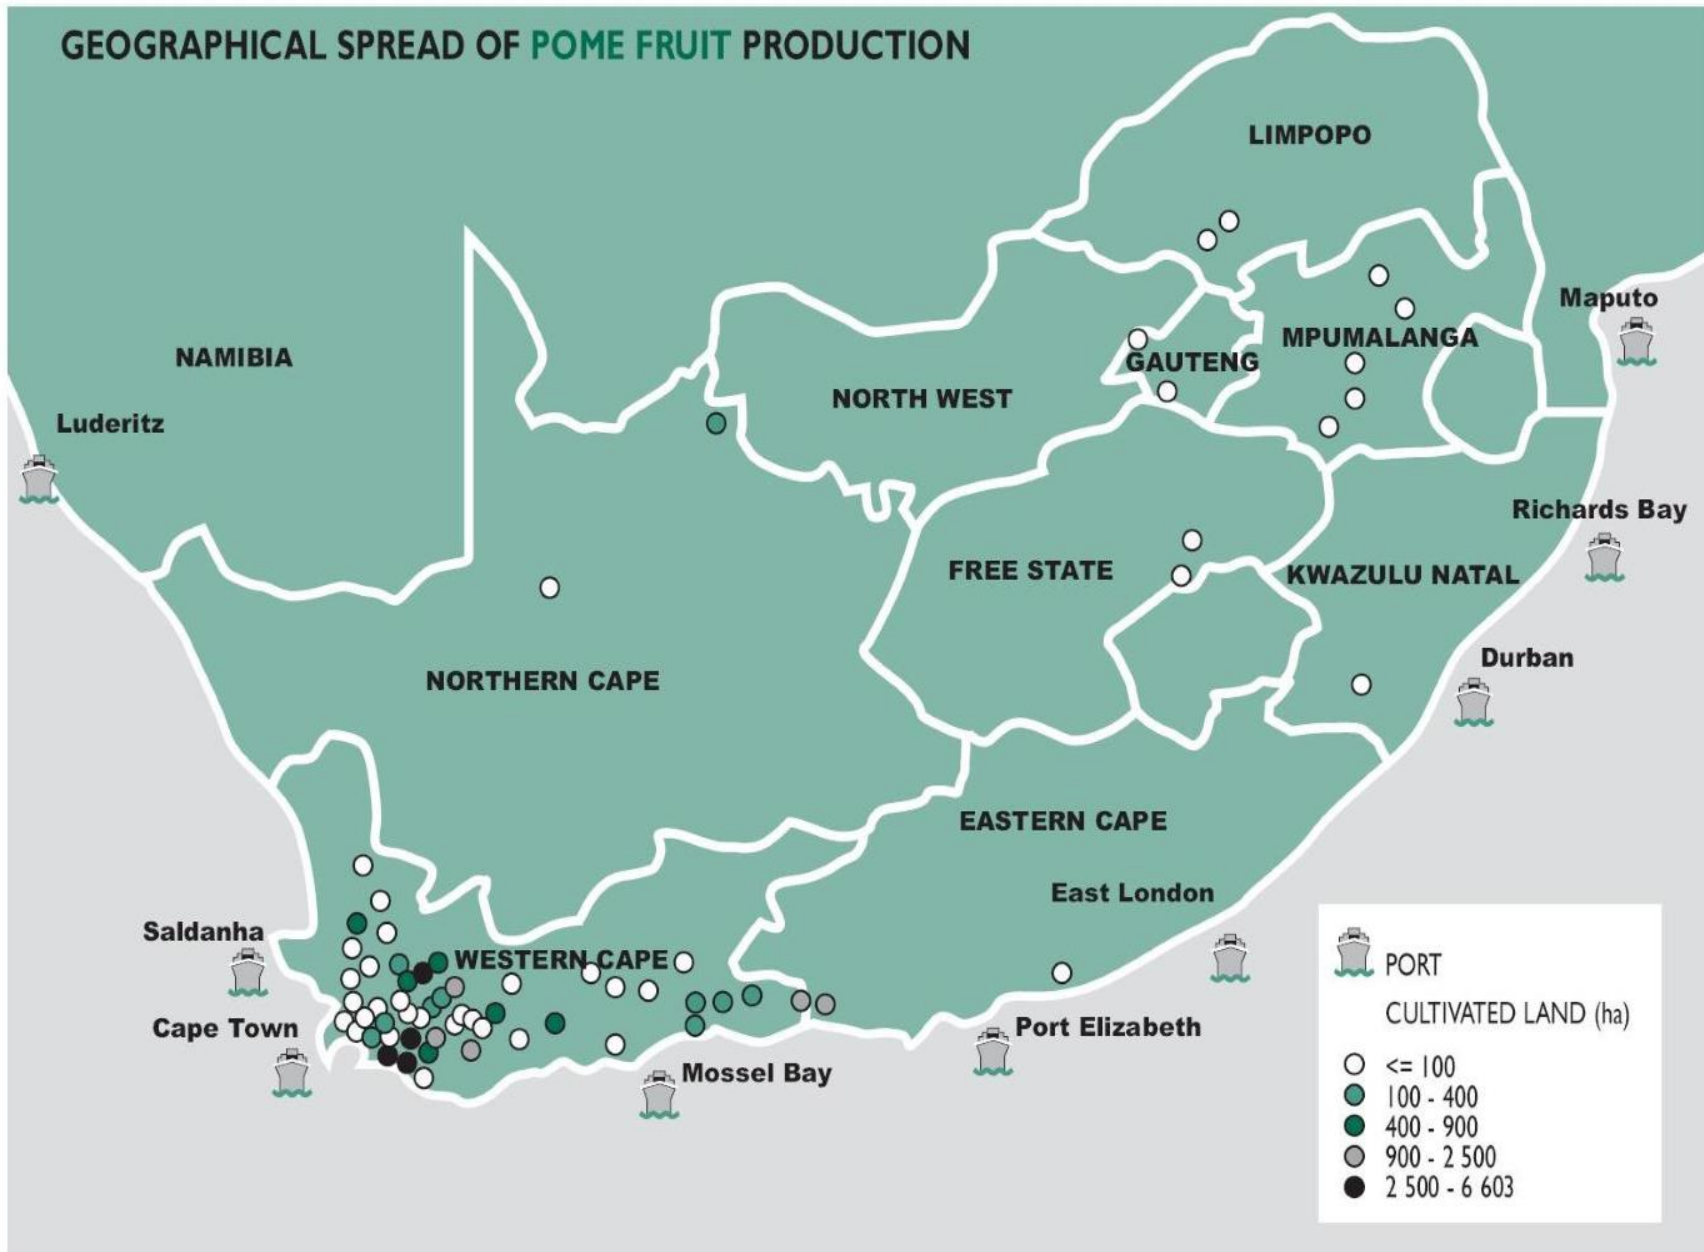 GEOGRAPHICAL SPREAD OF POME FRUIT PRODUCTION
LIMPOPO
Maputo
MPUMALANGA
NAMIBIA
GAUTENG
NORTH WEST
Luderitz
Richards Bay
FREE STATE
KWAZULU NATAL
Durban
NORTHERN CAPE
EASTERN CAPE
East London
Saldanha
WESTERN CAPE
PORT
CULTIVATED LAND (ha)
Cape Town
Port Elizabeth
Mossel Bay
<= 100
100 - 400
400 - 900
900 - 2 500
2 500 - 6 603